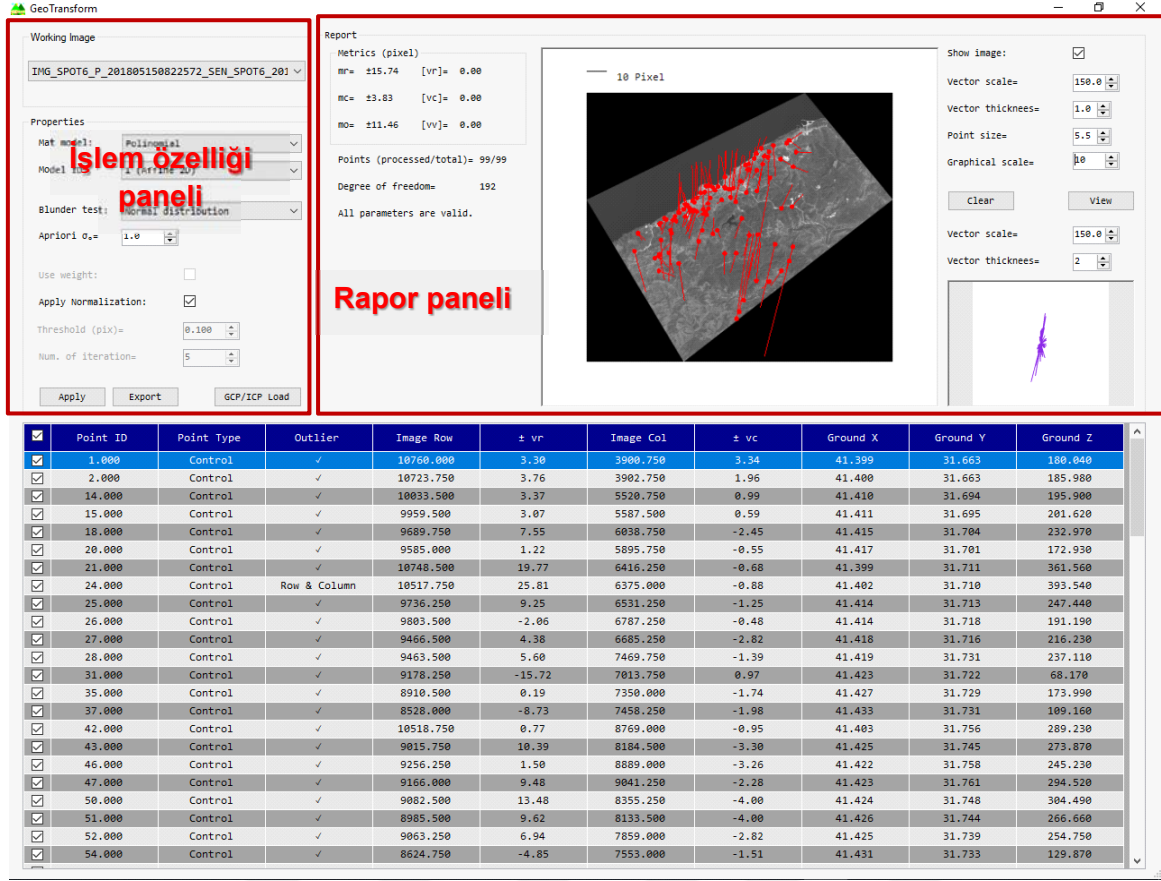 GeoTransform
Working Image
IMG_SPOT6_P_201805150822572_SEN_SPOT6_201
Properties
Mat model: Polinomial
Model 1 (Affine 2D)
Blunder test: Normal distribution
Apriori σ₀= 1.0
Use weight:
Apply Normalization:
Threshold (pix)= 0.100
Num. of iteration= 5
Apply Export GCP/ICP Load
İşlem özelliği
paneli
Report
Metrics (pixel)
mr= ±15.74 [vr]= 0.00
mc= ±3.83 [vc]= 0.00
mo= ±11.46 [vv]= 0.00
Points (processed/total)= 99/99
Degree of freedom= 192
All parameters are valid.
Rapor paneli
10 Pixel
Show image:
Vector scale= 150.0
Vector thicknees= 1.0
Point size= 5.5
Graphical scale= 10
Clear View
Vector scale= 150.0
Vector thicknees= 2
Point ID Point Type Outlier Image Row ± vr Image Col ± vc Ground X Ground Y Ground Z
1.000 Control ✓ 10760.000 3.30 3900.750 3.34 41.399 31.663 180.040
2.000 Control ✓ 10723.750 3.76 3902.750 1.96 41.400 31.663 185.980
14.000 Control ✓ 10033.500 3.37 5520.750 0.99 41.410 31.694 195.900
15.000 Control ✓ 9959.500 3.07 5587.500 0.59 41.411 31.695 201.620
18.000 Control ✓ 9689.750 7.55 6038.750 -2.45 41.415 31.704 232.970
20.000 Control ✓ 9585.000 1.22 5895.750 -0.55 41.417 31.701 172.930
21.000 Control ✓ 10748.500 19.77 6416.250 -0.68 41.399 31.711 361.560
24.000 Control Row & Column 10517.750 25.81 6375.000 -0.88 41.402 31.710 393.540
25.000 Control ✓ 9736.250 9.25 6531.250 -1.25 41.414 31.713 247.440
26.000 Control ✓ 9803.500 -2.06 6787.250 -0.48 41.414 31.718 191.190
27.000 Control ✓ 9466.500 4.38 6685.250 -2.82 41.418 31.716 216.230
28.000 Control ✓ 9463.500 5.60 7469.750 -1.39 41.419 31.731 237.110
31.000 Control ✓ 9178.250 -15.72 7013.750 0.97 41.423 31.722 68.170
35.000 Control ✓ 8910.500 0.19 7350.000 -1.74 41.427 31.729 173.990
37.000 Control ✓ 8528.000 -8.73 7458.250 -1.98 41.433 31.731 109.160
42.000 Control ✓ 10518.750 0.77 8769.000 -0.95 41.403 31.756 289.230
43.000 Control ✓ 9015.750 10.39 8184.500 -3.30 41.425 31.745 273.870
46.000 Control ✓ 9256.250 1.50 8889.000 -3.26 41.422 31.758 245.230
47.000 Control ✓ 9166.000 9.48 9041.250 -2.28 41.423 31.761 294.520
50.000 Control ✓ 9082.500 13.48 8355.250 -4.00 41.424 31.748 304.490
51.000 Control ✓ 8985.500 9.62 8133.500 -4.00 41.426 31.744 266.660
52.000 Control ✓ 9063.250 6.94 7859.000 -2.82 41.425 31.739 254.750
54.000 Control ✓ 8624.750 -4.85 7553.000 -1.51 41.431 31.733 129.870